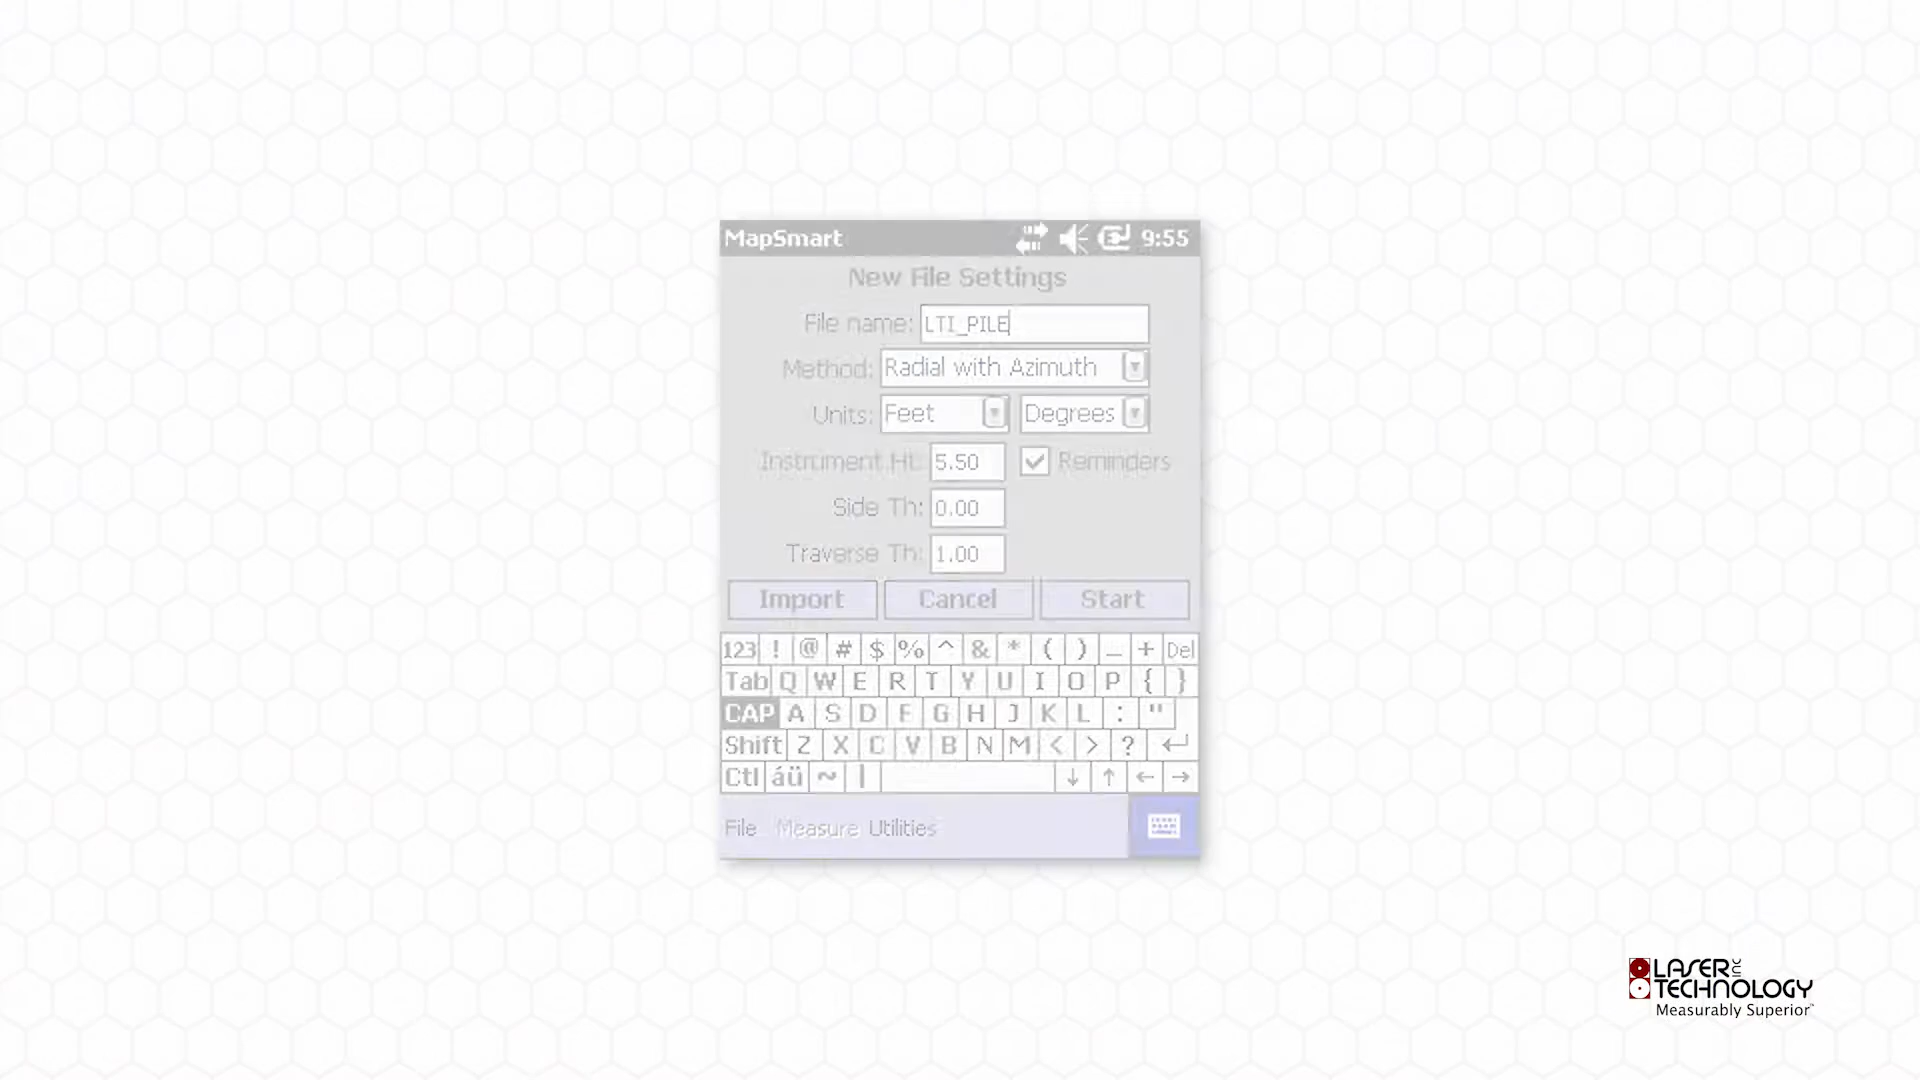 MapSmart 9:55
New File Settings
File name: LTI_PILE
Method: Radial with Azimuth
Units: Feet Degrees
Instrument Ht: 5.50 Reminders
Side Th: 0.00
Traverse Th: 1.00
Import Cancel Start
123 ! @ # $ % ^ & * ( ) _ + Del
Tab Q W E R T Y U I O P { }
CAP A S D F G H J K L : "
Shift Z X C V B N M < > ? ↵
Ctl áü ~ | ↓ ↑ ← →
File Measure Utilities
LASER INC
TECHNOLOGY
Measurably Superior™